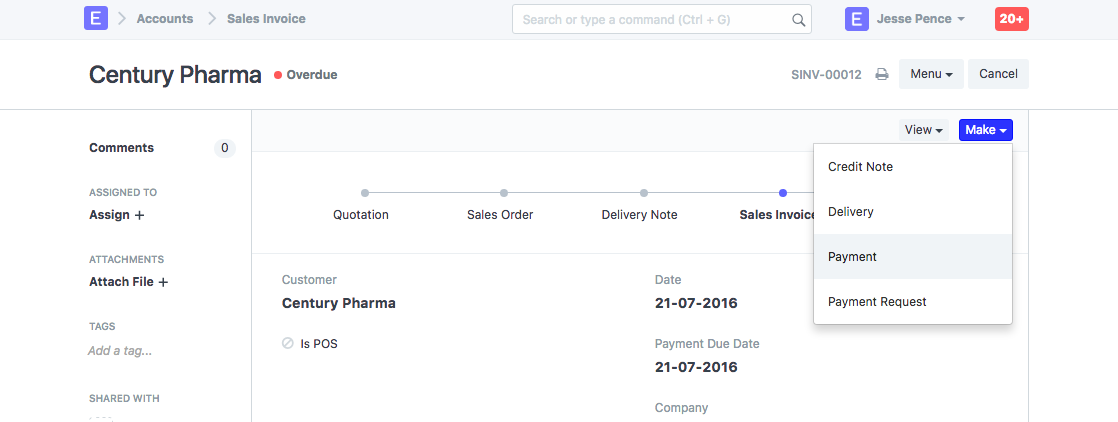 E Accounts Sales Invoice Search or type a command (Ctrl + G) E Jesse Pence 20+
Century Pharma Overdue SINV-00012 Menu Cancel
View Make
Comments 0
Credit Note
ASSIGNED TO
Assign +
Quotation Sales Order Delivery Note Sales Invoice
Delivery
Payment
Payment Request
ATTACHMENTS
Attach File +
Customer Date
Century Pharma 21-07-2016
TAGS
Add a tag...
Is POS Payment Due Date
21-07-2016
SHARED WITH
Company